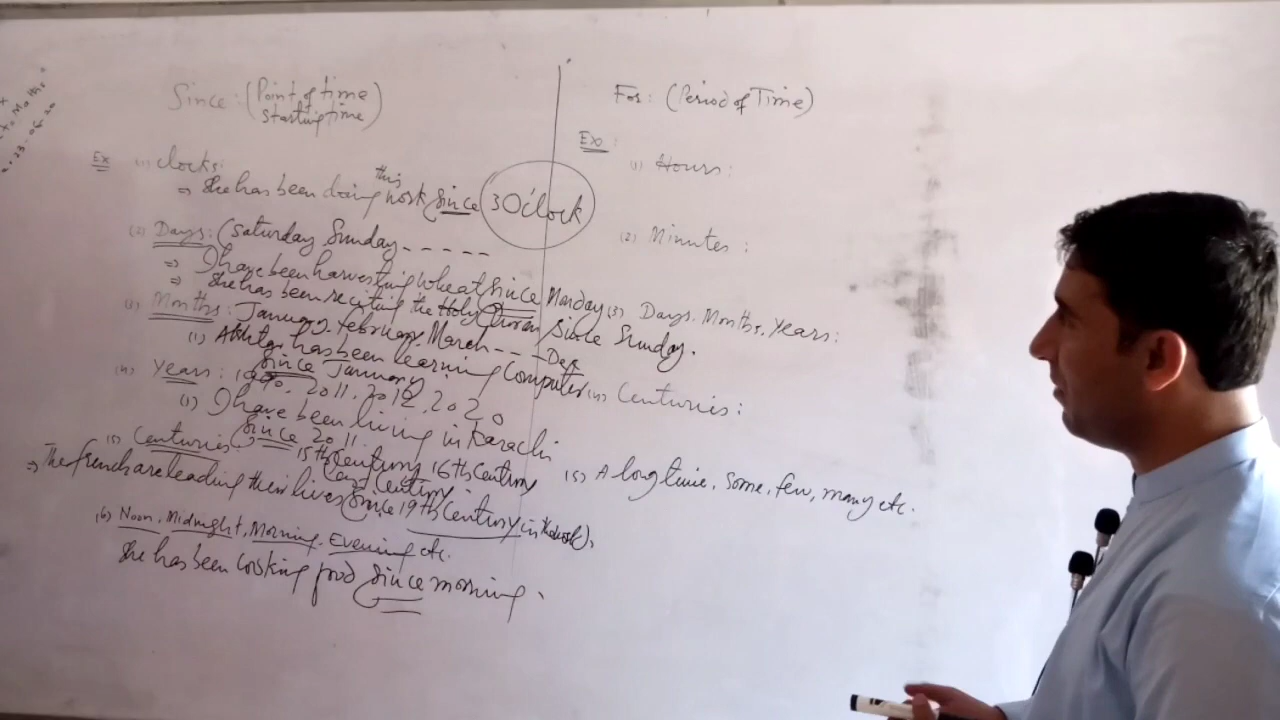 Since: (Point of time
Starting time)
Ex (1) Clocks:
⇒ She has been doing this work since 3 O'clock
(2) Days: (Saturday, Sunday - - - - -
⇒ I have been harvesting wheat since Monday
⇒ She has been reciting the Holy Quran since Sunday.
(3) Months: January, February, March - - - Dec
(1) Akhtar has been learning Computer
since January
(4) Years: 2011, 2012, 2020
(1) I have been living in Karachi
since 2011.
(5) Centuries: 15th Century, 16th Century
Century.
⇒ The french are leading their lives since 19th Century in
(6) Noon, Midnight, Morning, Evening etc.
She has been cooking food since morning.
For: (Period of Time)
Exo:
(1) Hours:
(2) Minutes:
(3) Days, Months, Years:
(4) Centuries:
(5) A long time, Some, few, many etc.